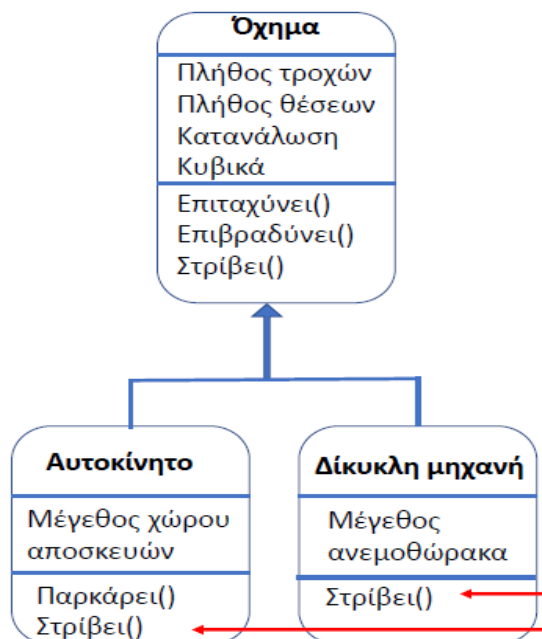 Όχημα
Πλήθος τροχών
Πλήθος θέσεων
Κατανάλωση
Κυβικά
Επιταχύνει()
Επιβραδύνει()
Στρίβει()
Αυτοκίνητο
Μέγεθος χώρου
αποσκευών
Παρκάρει()
Στρίβει()
Δίκυκλη μηχανή
Μέγεθος
ανεμοθώρακα
Στρίβει()